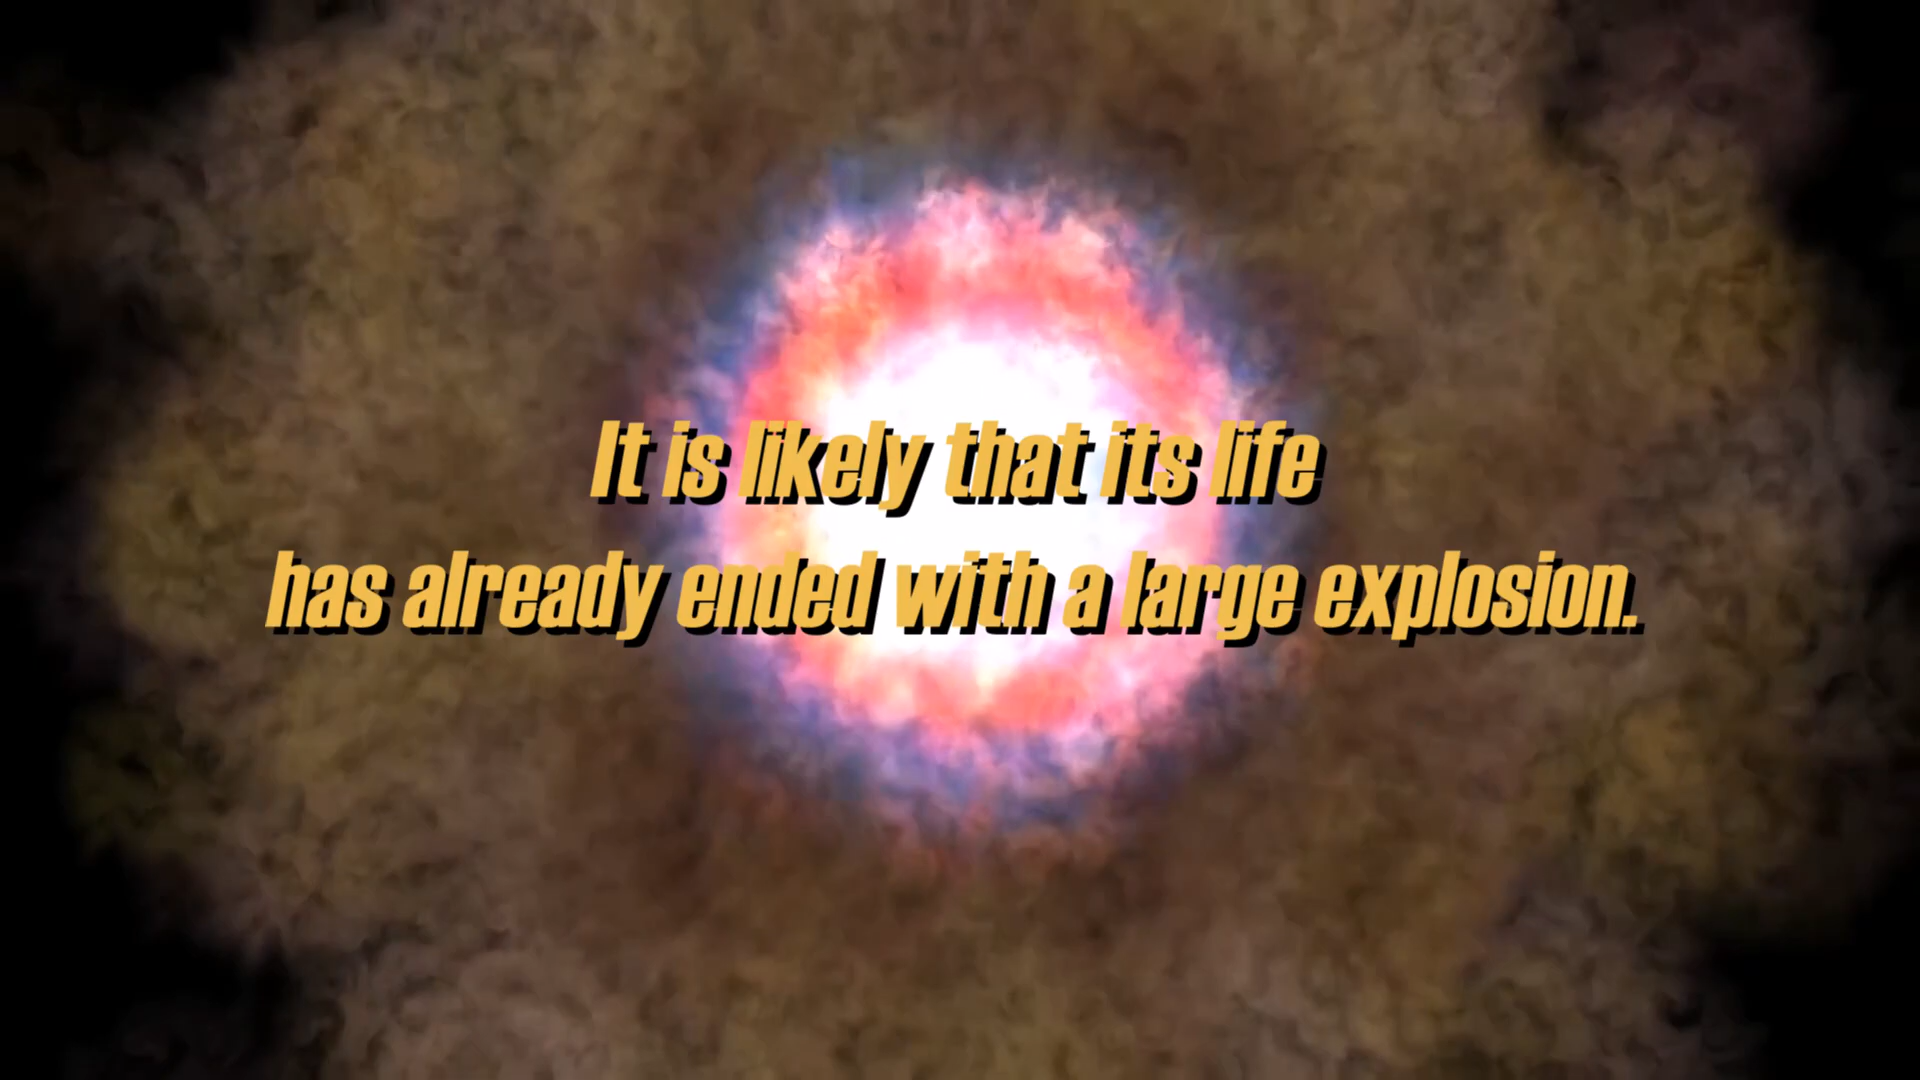 It is likely that its life
has already ended with a large explosion.